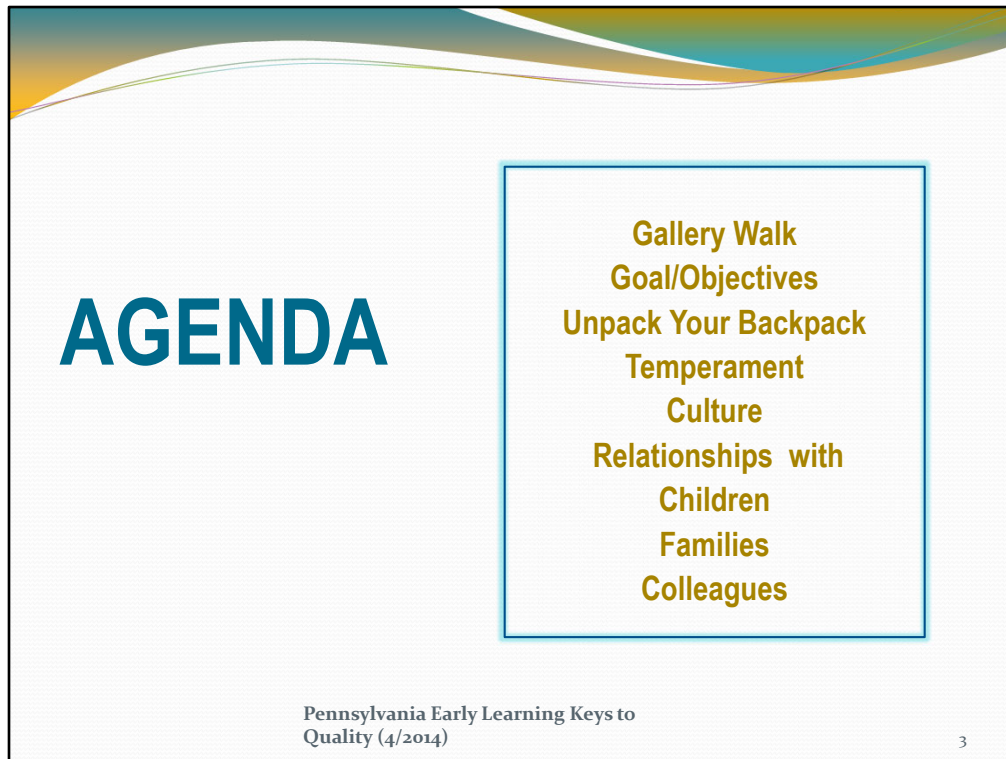 AGENDA
Gallery Walk
Goal/Objectives
Unpack Your Backpack
Temperament
Culture
Relationships  with
Children
Families
Colleagues
Pennsylvania Early Learning Keys to
Quality (4/2014)
3